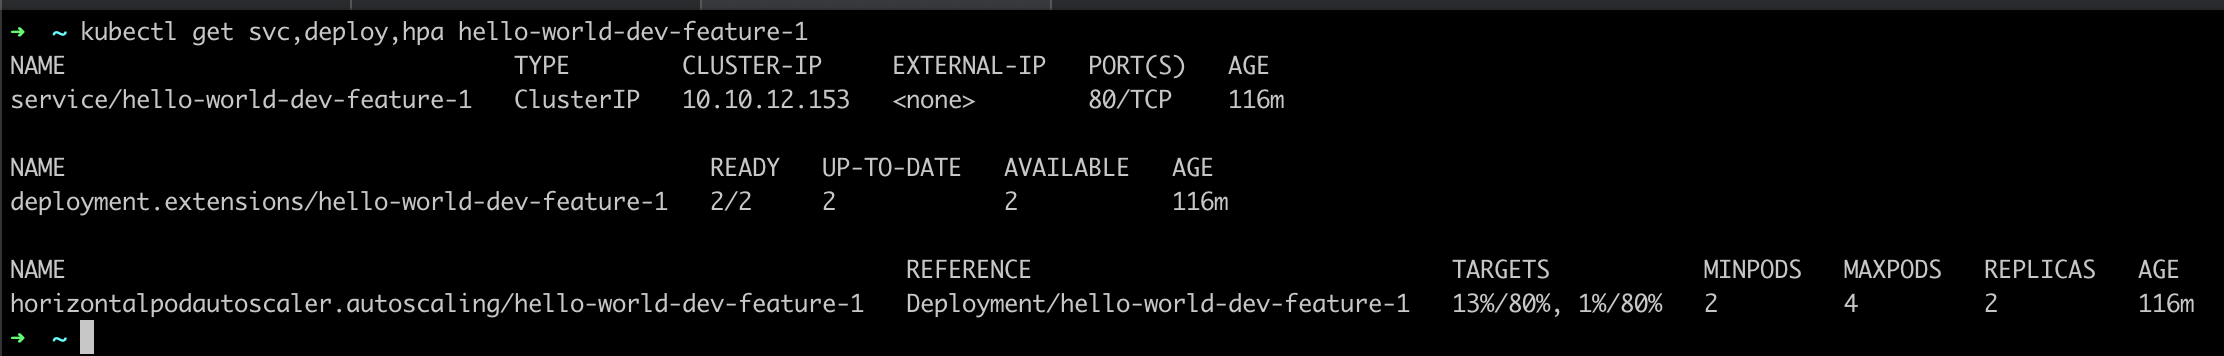 ➜  ~ kubectl get svc,deploy,hpa hello-world-dev-feature-1
NAME                                TYPE        CLUSTER-IP     EXTERNAL-IP   PORT(S)   AGE
service/hello-world-dev-feature-1   ClusterIP   10.10.12.153   <none>        80/TCP    116m

NAME                                              READY   UP-TO-DATE   AVAILABLE   AGE
deployment.extensions/hello-world-dev-feature-1   2/2     2            2           116m

NAME                                                            REFERENCE                              TARGETS           MINPODS   MAXPODS   REPLICAS   AGE
horizontalpodautoscaler.autoscaling/hello-world-dev-feature-1   Deployment/hello-world-dev-feature-1   13%/80%, 1%/80%   2         4         2          116m
➜  ~